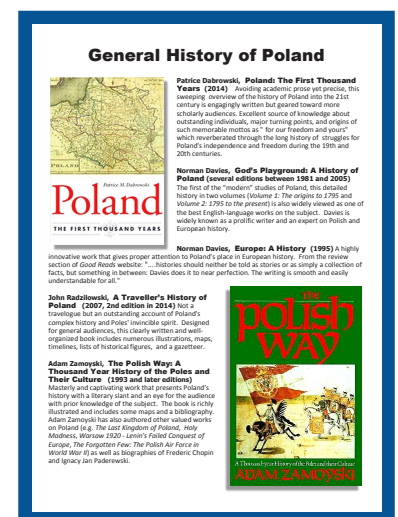 General History of Poland
POLAND
Patrice M. Dabrowski
Poland
THE FIRST THOUSAND YEARS
Patrice Dabrowski, Poland: The First Thousand
Years (2014) Avoiding academic prose yet precise, this
sweeping overview of the history of Poland into the 21st
century is engagingly written but geared toward more
scholarly audiences. Excellent source of knowledge about
outstanding individuals, major turning points, and origins of
such memorable mottos as " for our freedom and yours"
which reverberated through the long history of struggles for
Poland's independence and freedom during the 19th and
20th centuries.
Norman Davies, God's Playground: A History of
Poland (several editions between 1981 and 2005)
The first of the "modern" studies of Poland, this detailed
history in two volumes (Volume 1: The origins to 1795 and
Volume 2: 1795 to the present) is also widely viewed as one of
the best English-language works on the subject. Davies is
widely known as a prolific writer and an expert on Polish and
European history.
Norman Davies, Europe: A History (1995) A highly
innovative work that gives proper attention to Poland's place in European history. From the review
section of Good Reads website: "....histories should neither be told as stories or as simply a collection of
facts, but something in between: Davies does it to near perfection. The writing is smooth and easily
understandable for all."
John Radzilowski, A Traveller's History of
Poland (2007, 2nd edition in 2014) Not a
travelogue but an outstanding account of Poland's
complex history and Poles' invincible spirit. Designed
for general audiences, this clearly written and well-
organized book includes numerous illustrations, maps,
timelines, lists of historical figures, and a gazetteer.
Adam Zamoyski, The Polish Way: A
Thousand Year History of the Poles and
Their Culture (1993 and later editions)
Masterly and captivating work that presents Poland's
history with a literary slant and an eye for the audience
with prior knowledge of the subject. The book is richly
illustrated and includes some maps and a bibliography.
Adam Zamoyski has also authored other valued works
on Poland (e.g. The Last Kingdom of Poland, Holy
Madness, Warsaw 1920 - Lenin's Failed Conquest of
Europe, The Forgotten Few: The Polish Air Force in
World War II) as well as biographies of Frederic Chopin
and Ignacy Jan Paderewski.
The
Polish
WAY
A Thousand-year History of the Poles and their Culture
ADAM ZAMOYSKI